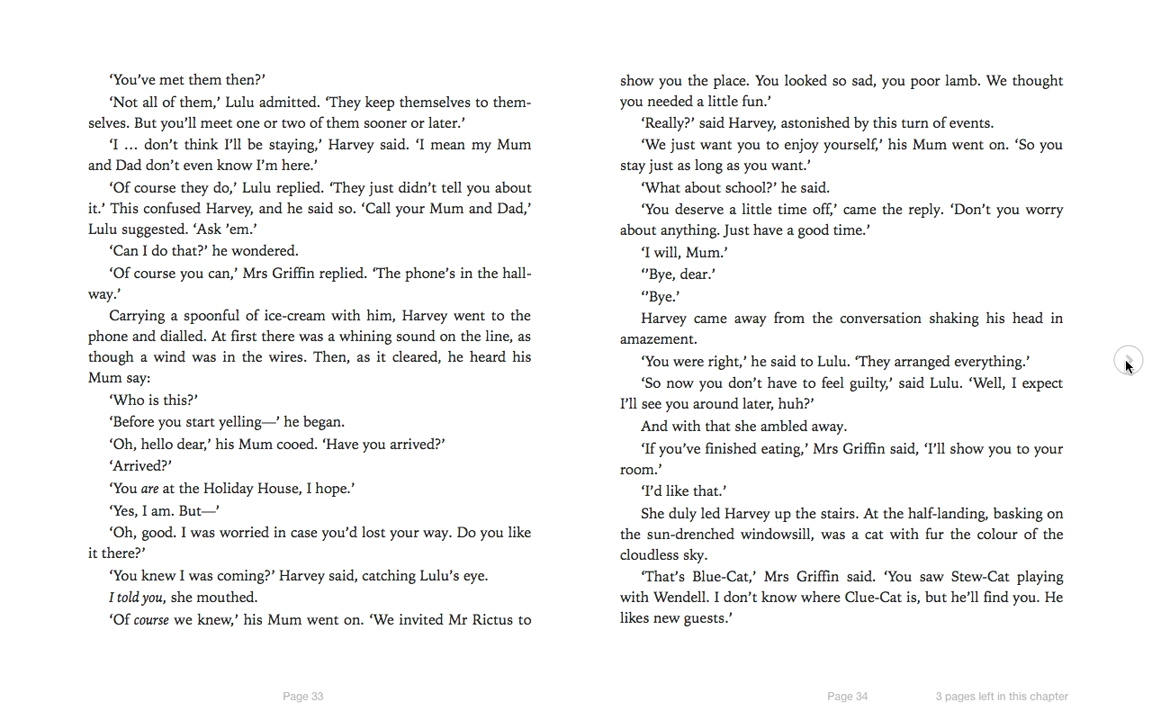 ‘You’ve met them then?’
‘Not all of them,’ Lulu admitted. ‘They keep themselves to them-
selves. But you’ll meet one or two of them sooner or later.’
‘I … don’t think I’ll be staying,’ Harvey said. ‘I mean my Mum
and Dad don’t even know I’m here.’
‘Of course they do,’ Lulu replied. ‘They just didn’t tell you about
it.’ This confused Harvey, and he said so. ‘Call your Mum and Dad,’
Lulu suggested. ‘Ask ’em.’
‘Can I do that?’ he wondered.
‘Of course you can,’ Mrs Griffin replied. ‘The phone’s in the hall-
way.’
Carrying a spoonful of ice-cream with him, Harvey went to the
phone and dialled. At first there was a whining sound on the line, as
though a wind was in the wires. Then, as it cleared, he heard his
Mum say:
‘Who is this?’
‘Before you start yelling—’ he began.
‘Oh, hello dear,’ his Mum cooed. ‘Have you arrived?’
‘Arrived?’
‘You are at the Holiday House, I hope.’
‘Yes, I am. But—’
‘Oh, good. I was worried in case you’d lost your way. Do you like
it there?’
‘You knew I was coming?’ Harvey said, catching Lulu’s eye.
I told you, she mouthed.
‘Of course we knew,’ his Mum went on. ‘We invited Mr Rictus to
Page 33
show you the place. You looked so sad, you poor lamb. We thought
you needed a little fun.’
‘Really?’ said Harvey, astonished by this turn of events.
‘We just want you to enjoy yourself,’ his Mum went on. ‘So you
stay just as long as you want.’
‘What about school?’ he said.
‘You deserve a little time off,’ came the reply. ‘Don’t you worry
about anything. Just have a good time.’
‘I will, Mum.’
‘’Bye, dear.’
‘’Bye.’
Harvey came away from the conversation shaking his head in
amazement.
‘You were right,’ he said to Lulu. ‘They arranged everything.’
‘So now you don’t have to feel guilty,’ said Lulu. ‘Well, I expect
I’ll see you around later, huh?’
And with that she ambled away.
‘If you’ve finished eating,’ Mrs Griffin said, ‘I’ll show you to your
room.’
‘I’d like that.’
She duly led Harvey up the stairs. At the half-landing, basking on
the sun-drenched windowsill, was a cat with fur the colour of the
cloudless sky.
‘That’s Blue-Cat,’ Mrs Griffin said. ‘You saw Stew-Cat playing
with Wendell. I don’t know where Clue-Cat is, but he’ll find you. He
likes new guests.’
Page 34
3 pages left in this chapter